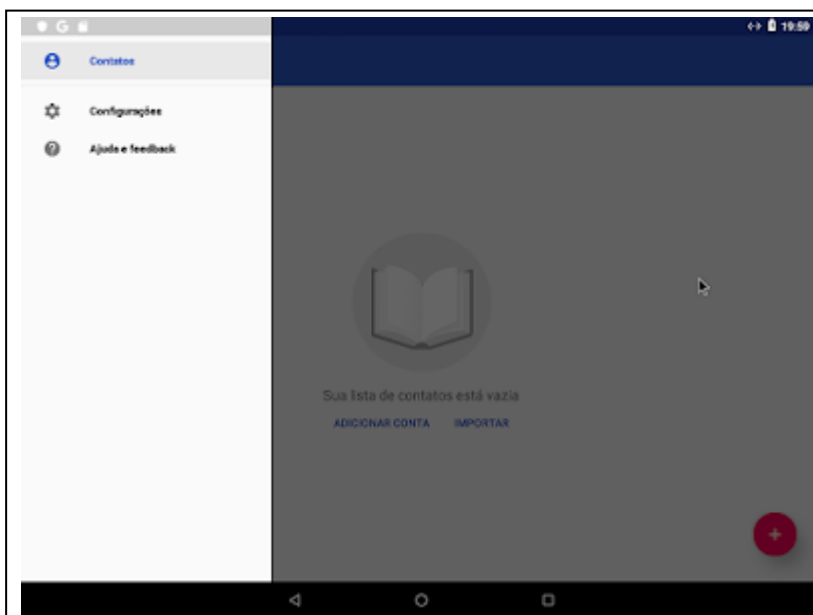 G
19:59
Contatos
Configurações
Ajuda e feedback
Sua lista de contatos está vazia
ADICIONAR CONTA IMPORTAR